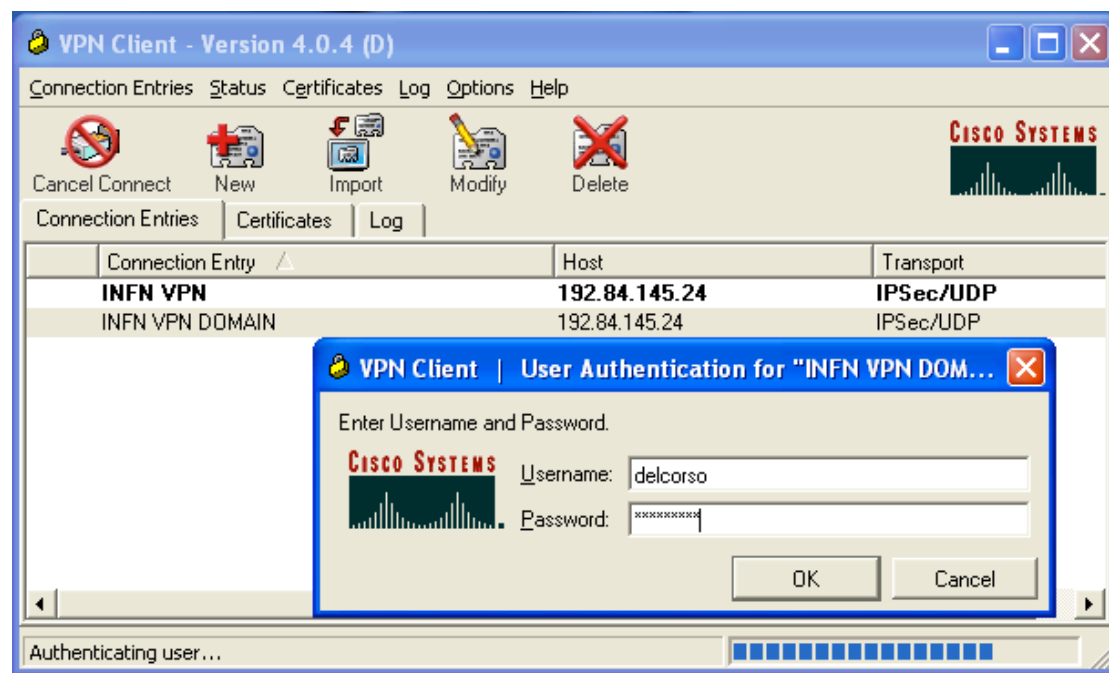 VPN Client - Version 4.0.4 (D)
Connection Entries Status Certificates Log Options Help
Cancel Connect New Import Modify Delete
CISCO SYSTEMS
Connection Entries Certificates Log
Connection Entry Host Transport
INFN VPN 192.84.145.24 IPSec/UDP
INFN VPN DOMAIN 192.84.145.24 IPSec/UDP
VPN Client | User Authentication for "INFN VPN DOM...
Enter Username and Password.
CISCO SYSTEMS
Username: delcorso
Password: *********
OK Cancel
Authenticating user...